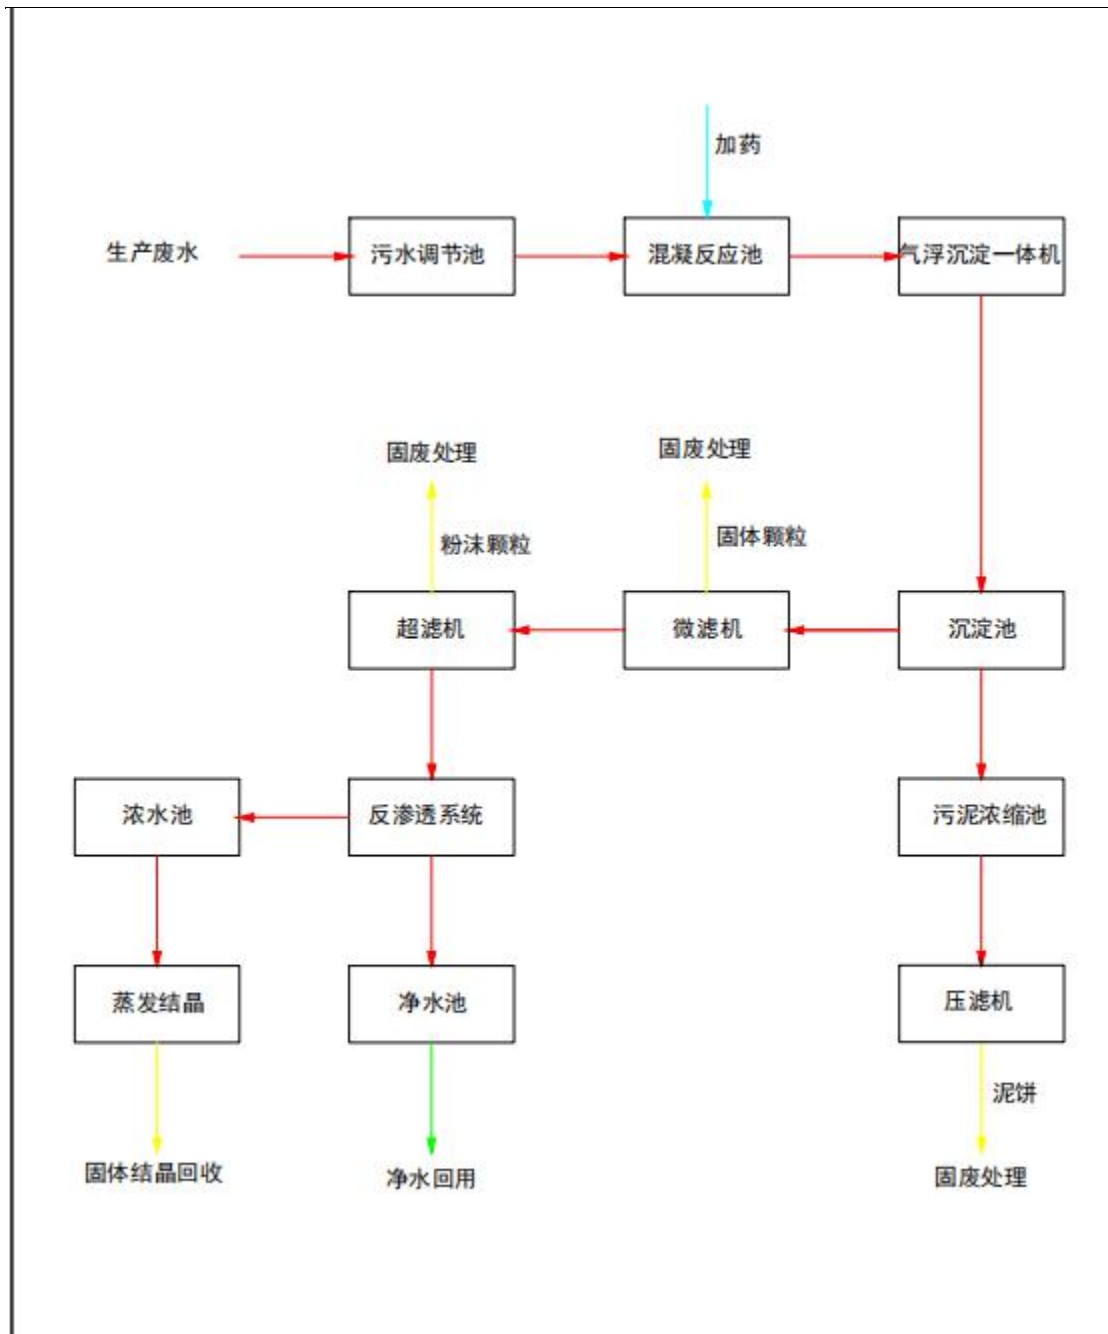 加药
生产废水
污水调节池
混凝反应池
气浮沉淀一体机
固废处理
固废处理
粉沫颗粒
固体颗粒
超滤机
微滤机
沉淀池
浓水池
反渗透系统
污泥浓缩池
蒸发结晶
净水池
压滤机
泥饼
固体结晶回收
净水回用
固废处理